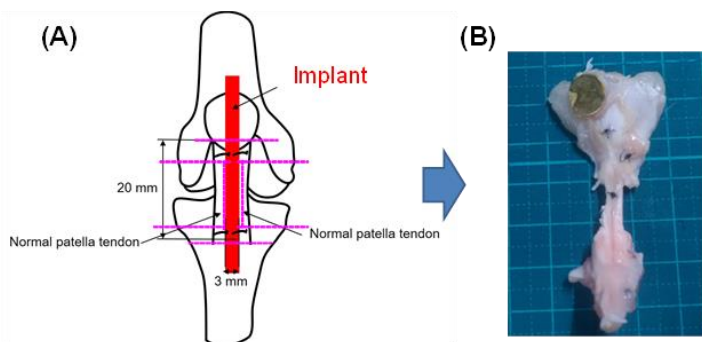 (A)
(B)
Implant
20 mm
Normal patella tendon
Normal patella tendon
3 mm